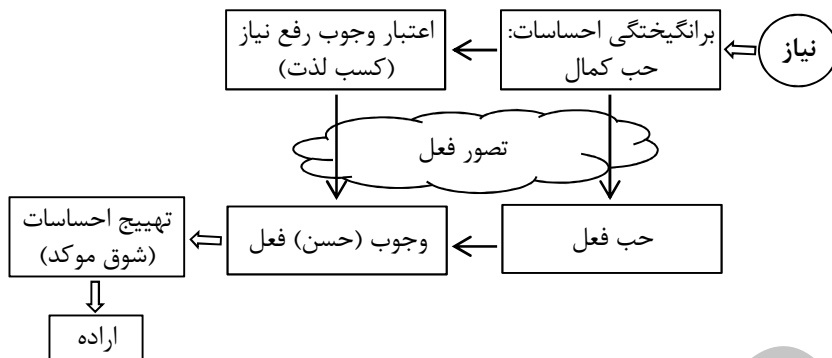 نیاز
برانگیختگی احساسات:
حب کمال
اعتبار وجوب رفع نیاز
(کسب لذت)
تصور فعل
حب فعل
وجوب (حسن) فعل
تهییج احساسات
(شوق موکد)
اراده